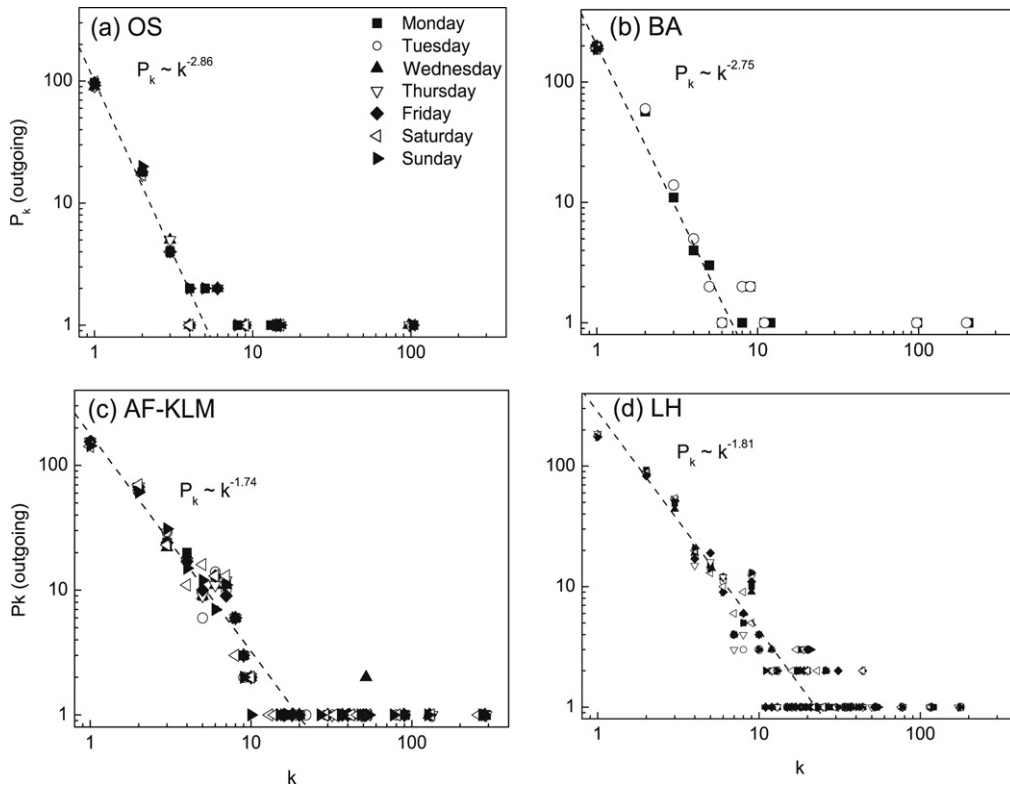 (a) OS
Monday
Tuesday
Wednesday
Thursday
Friday
Saturday
Sunday
P_k ~ k^-2.86
100
10
1
P_k (outgoing)
1
10
100
(b) BA
P_k ~ k^-2.75
100
10
1
1
10
100
(c) AF-KLM
P_k ~ k^-1.74
100
10
1
Pk (outgoing)
1
10
100
k
(d) LH
P_k ~ k^-1.81
100
10
1
1
10
100
k